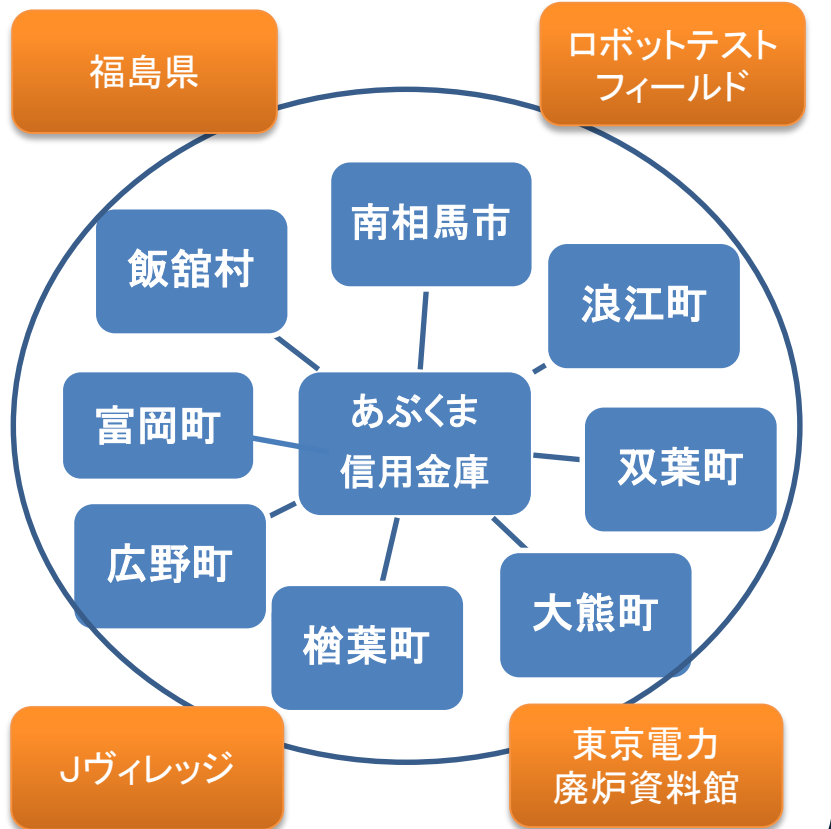 福島県
ロボットテスト
フィールド
南相馬市
飯舘村
浪江町
あぶくま
信用金庫
富岡町
双葉町
広野町
大熊町
楢葉町
Jヴィレッジ
東京電力
廃炉資料館